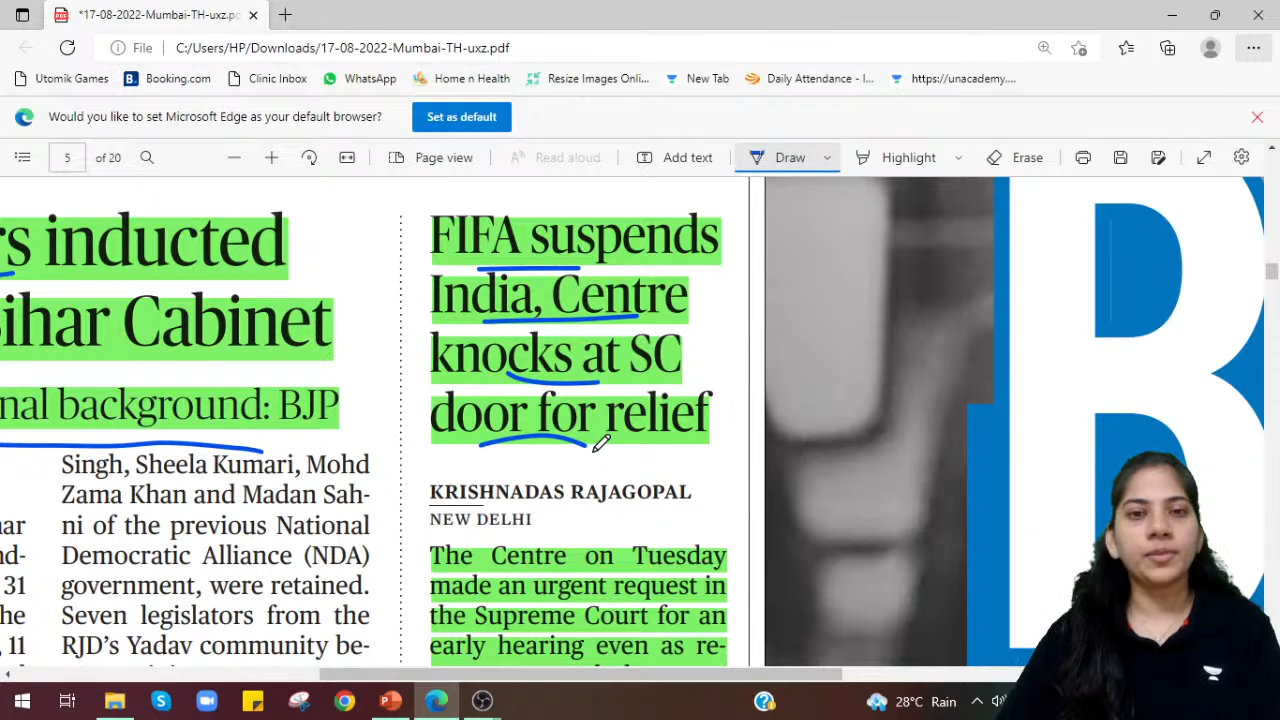 *17-08-2022-Mumbai-TH-uxz.pd
File
C:/Users/HP/Downloads/17-08-2022-Mumbai-TH-uxz.pdf
Utomik Games
Booking.com
Clinic Inbox
WhatsApp
Home n Health
Resize Images Onli...
New Tab
Daily Attendance - l...
https://unacademy....
Would you like to set Microsoft Edge as your default browser?
Set as default
5
of 20
Page view
Read aloud
Add text
Draw
Highlight
Erase
rs inducted
ihar Cabinet
nal background: BJP
Singh, Sheela Kumari, Mohd
Zama Khan and Madan Sah-
ni of the previous National
Democratic Alliance (NDA)
government, were retained.
Seven legislators from the
RJD's Yadav community be-
nd-
31
he
, 11
FIFA suspends
India, Centre
knocks at SC
door for relief
KRISHNADAS RAJAGOPAL
NEW DELHI
The Centre on Tuesday
made an urgent request in
the Supreme Court for an
early hearing even as re-
B
28°C Rain